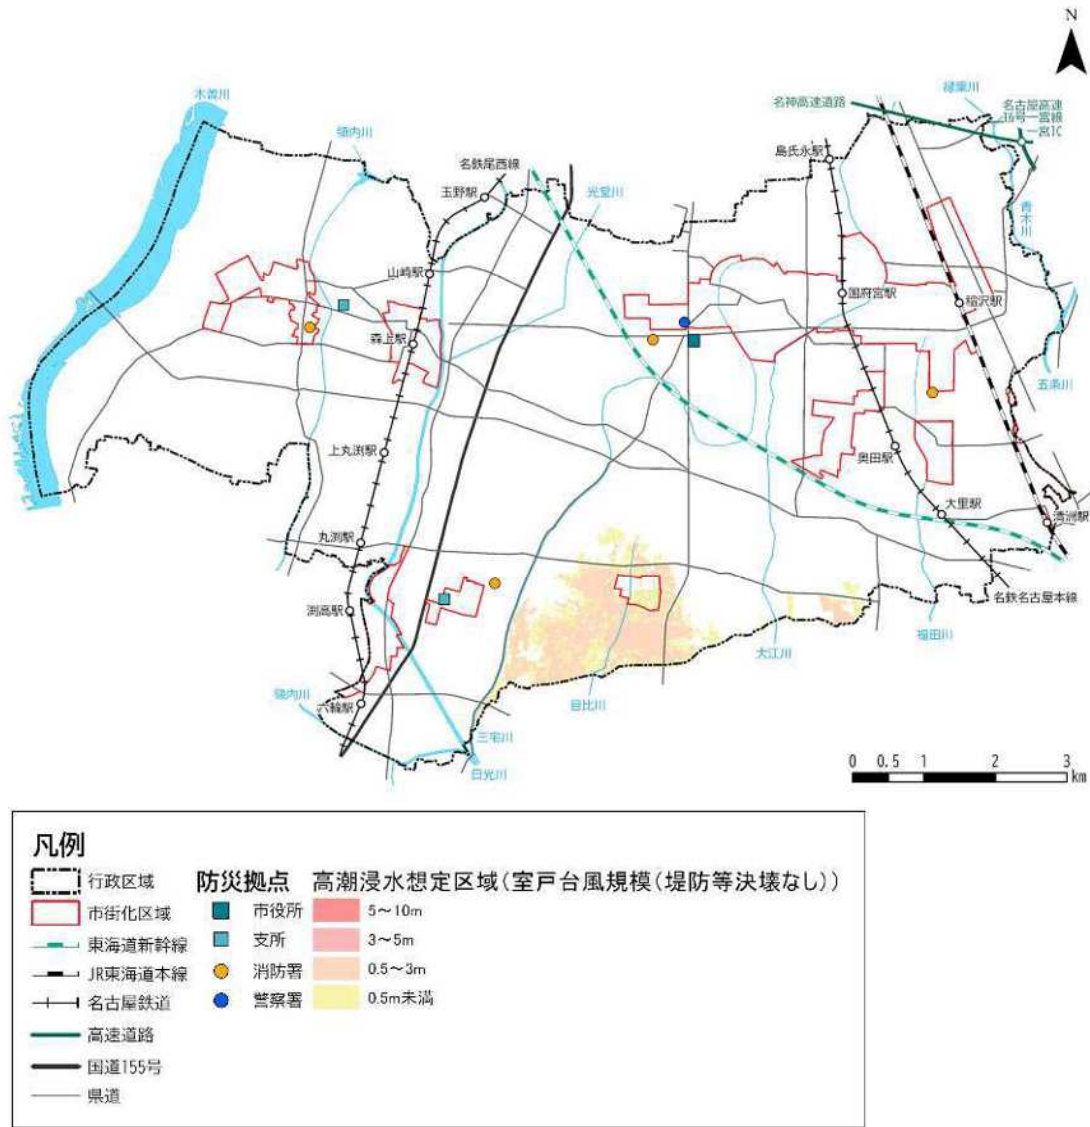 N
木曽川
領内川
名鉄尾西線
玉野駅
光堂川
名神高速道路
島氏永駅
緑葉川
名古屋高速
16号一宮線
一宮IC
青木川
山崎駅
国府宮駅
稲沢駅
森上駅
五条川
上丸渕駅
奥田駅
大里駅
清洲駅
丸渕駅
渕高駅
名鉄名古屋本線
福田川
大江川
目比川
領内川
六輪駅
三宅川
日光川
0 0.5 1 2 3
km
凡例
行政区域
市街化区域
東海道新幹線
JR東海道本線
名古屋鉄道
高速道路
国道155号
県道
防災拠点
市役所
支所
消防署
警察署
高潮浸水想定区域(室戸台風規模(堤防等決壊なし))
5~10m
3~5m
0.5~3m
0.5m未満